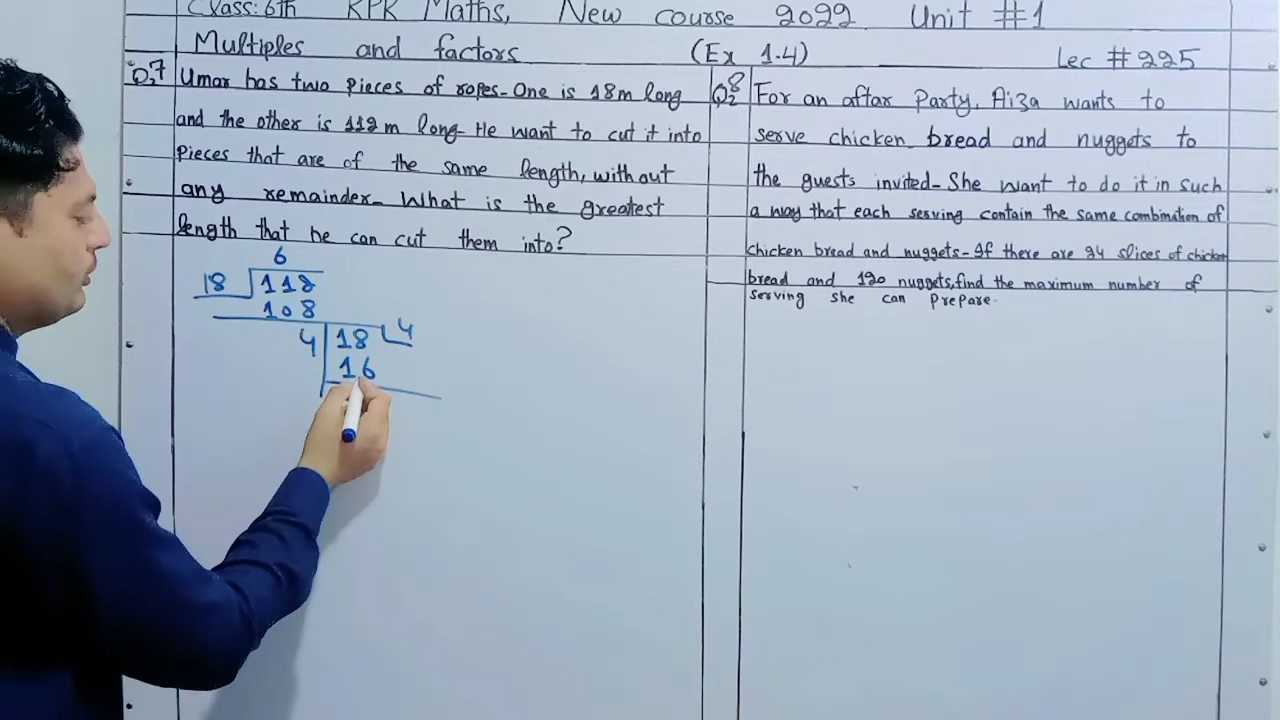 Class: 6th KPK Maths, New course 2022 Unit #1
Multiples and factors (Ex 1.4) Lec #225
Q.7 Umar has two pieces of ropes-One is 18m long
and the other is 112m long-He want to cut it into
Pieces that are of the same length, without
any remainder-What is the greatest
length that he can cut them into?
6
18 112
108
4 18 4
16
Q.8 For an aftar Party, Aiza wants to
serve chicken bread and nuggets to
the guests invited-She want to do it in such
a way that each serving contain the same combination of
chicken bread and nuggets-If there are 24 slices of chicken
bread and 120 nuggets,find the maximum number of
serving she can Prepare-